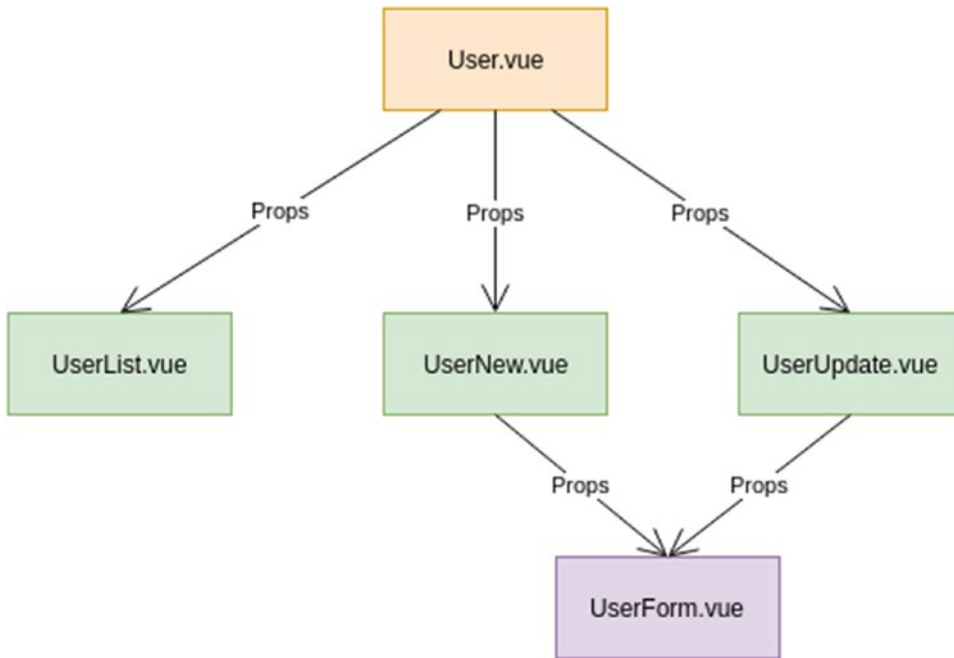 User.vue
Props
Props
Props
UserList.vue
UserNew.vue
UserUpdate.vue
Props
Props
UserForm.vue